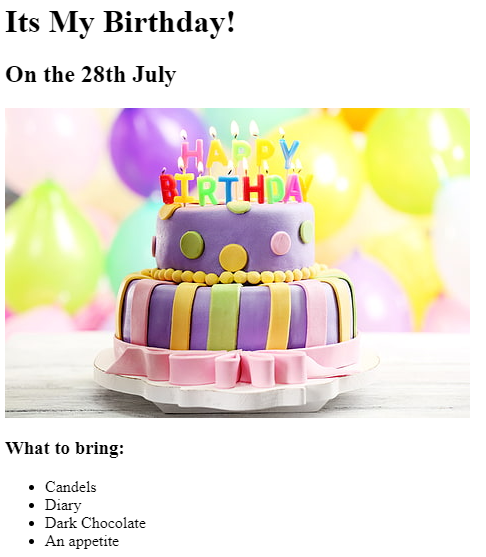 Its My Birthday!
On the 28th July
HAPPY
BIRTHDAY
What to bring:
Candels
Diary
Dark Chocolate
An appetite